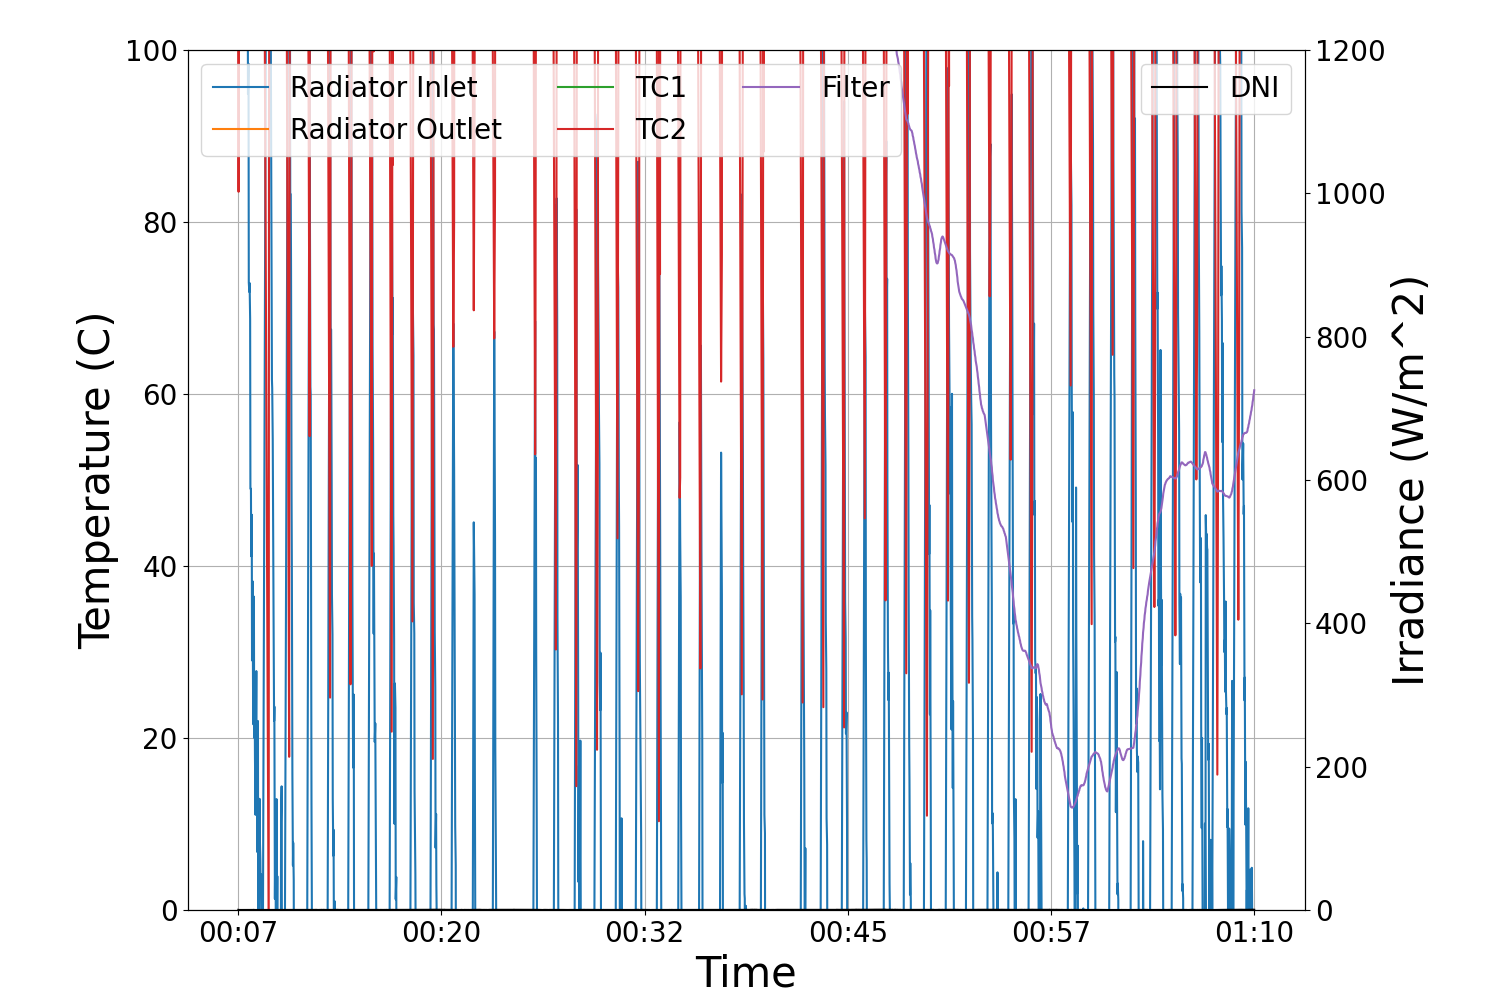 100
80
60
40
20
0
Temperature (C)
Radiator Inlet
Radiator Outlet
TC1
TC2
Filter
DNI
1200
1000
800
600
400
200
0
Irradiance (W/m^2)
00:07 00:20 00:32 00:45 00:57 01:10
Time